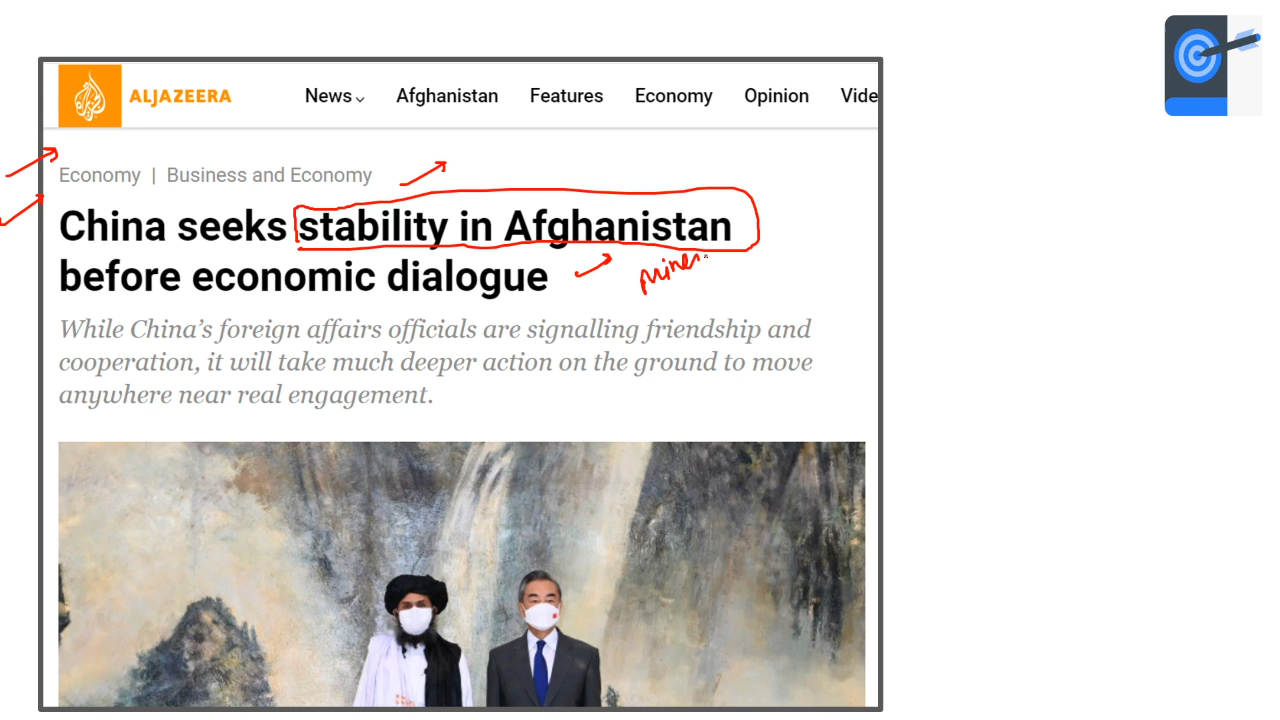 ALJAZEERA
News Afghanistan Features Economy Opinion Vide
Economy | Business and Economy
China seeks stability in Afghanistan
before economic dialogue
miner
While China's foreign affairs officials are signalling friendship and
cooperation, it will take much deeper action on the ground to move
anywhere near real engagement.